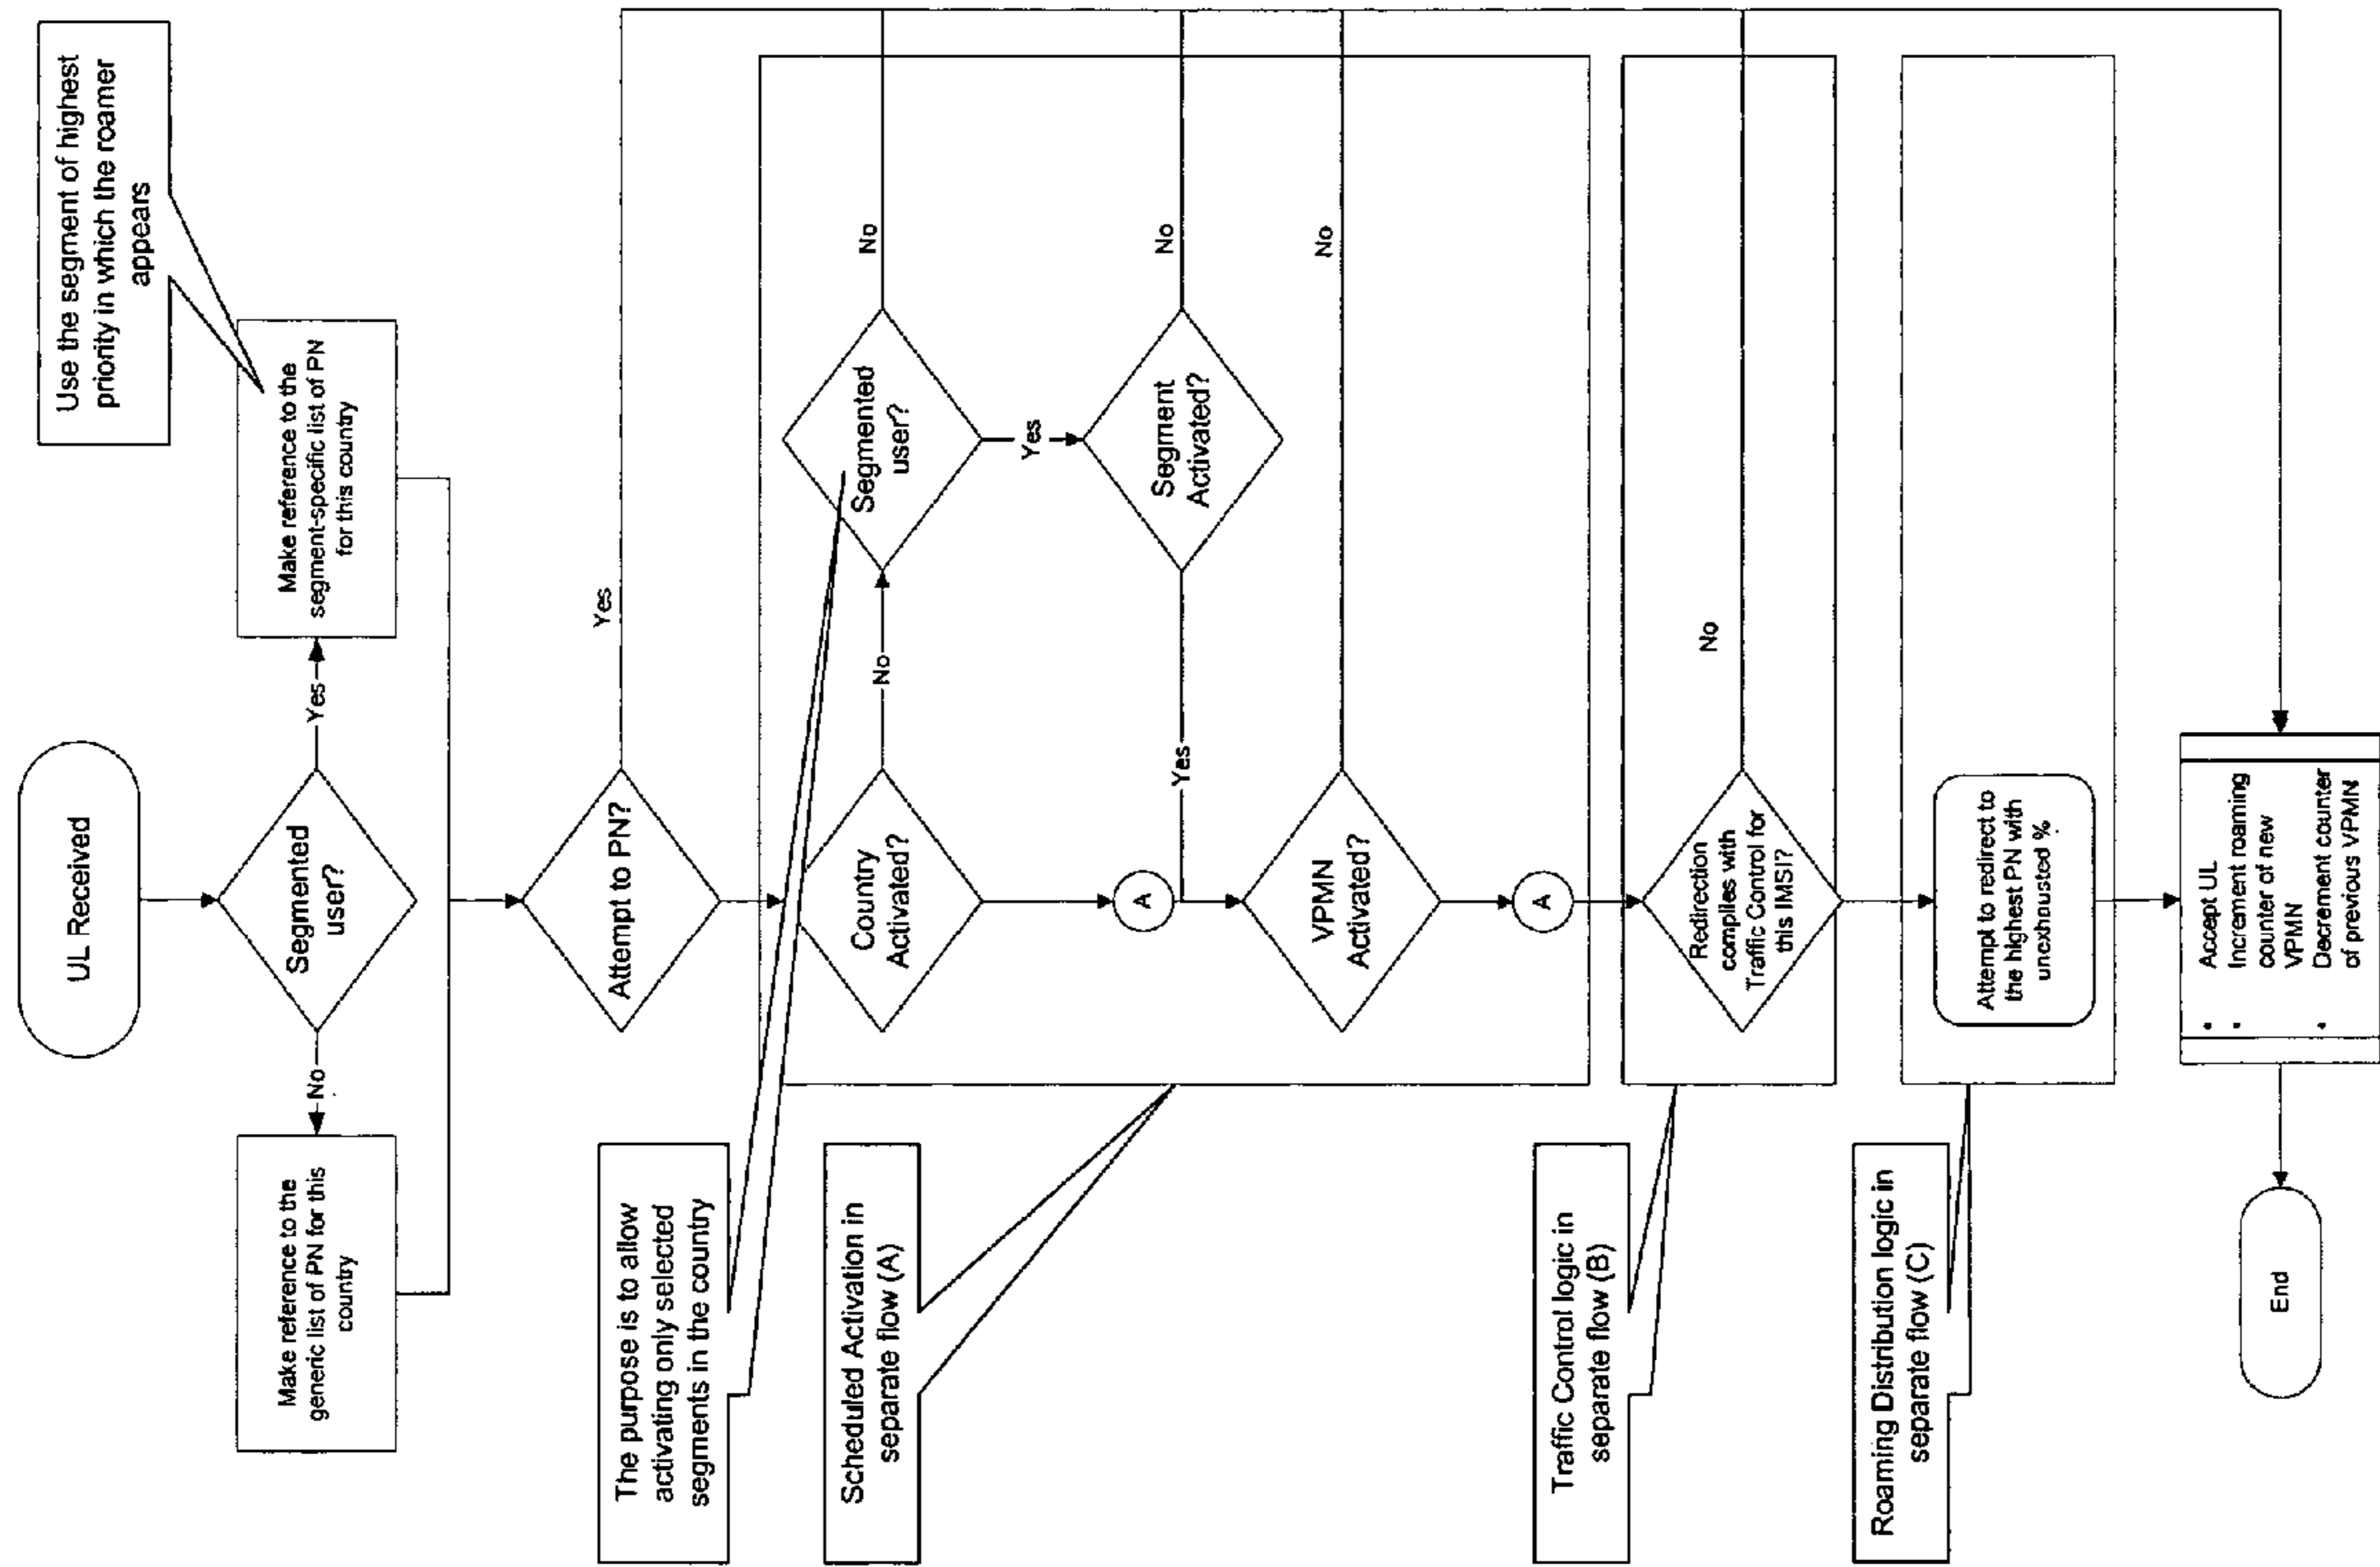 UL Received
Use the segment of highest
priority in which the roamer
appears
Segmented
user?
No
Yes
Make reference to the
generic list of PN for this
country
Make reference to the
segment-specific list of PN
for this country
Attempt to PN?
Yes
The purpose is to allow
activating only selected
segments in the country
Country
Activated?
No
Segmented
user?
No
Yes
Scheduled Activation in
separate flow (A)
A
Yes
Segment
Activated?
No
VPMN
Activated?
No
A
Traffic Control logic in
separate flow (B)
Redirection
complies with
Traffic Control for
this IMSI?
No
Roaming Distribution logic in
separate flow (C)
Attempt to redirect to
the highest PN with
unexhausted %
• Accept UL
• Increment roaming
counter of new
VPMN
• Decrement counter
of previous VPMN
End